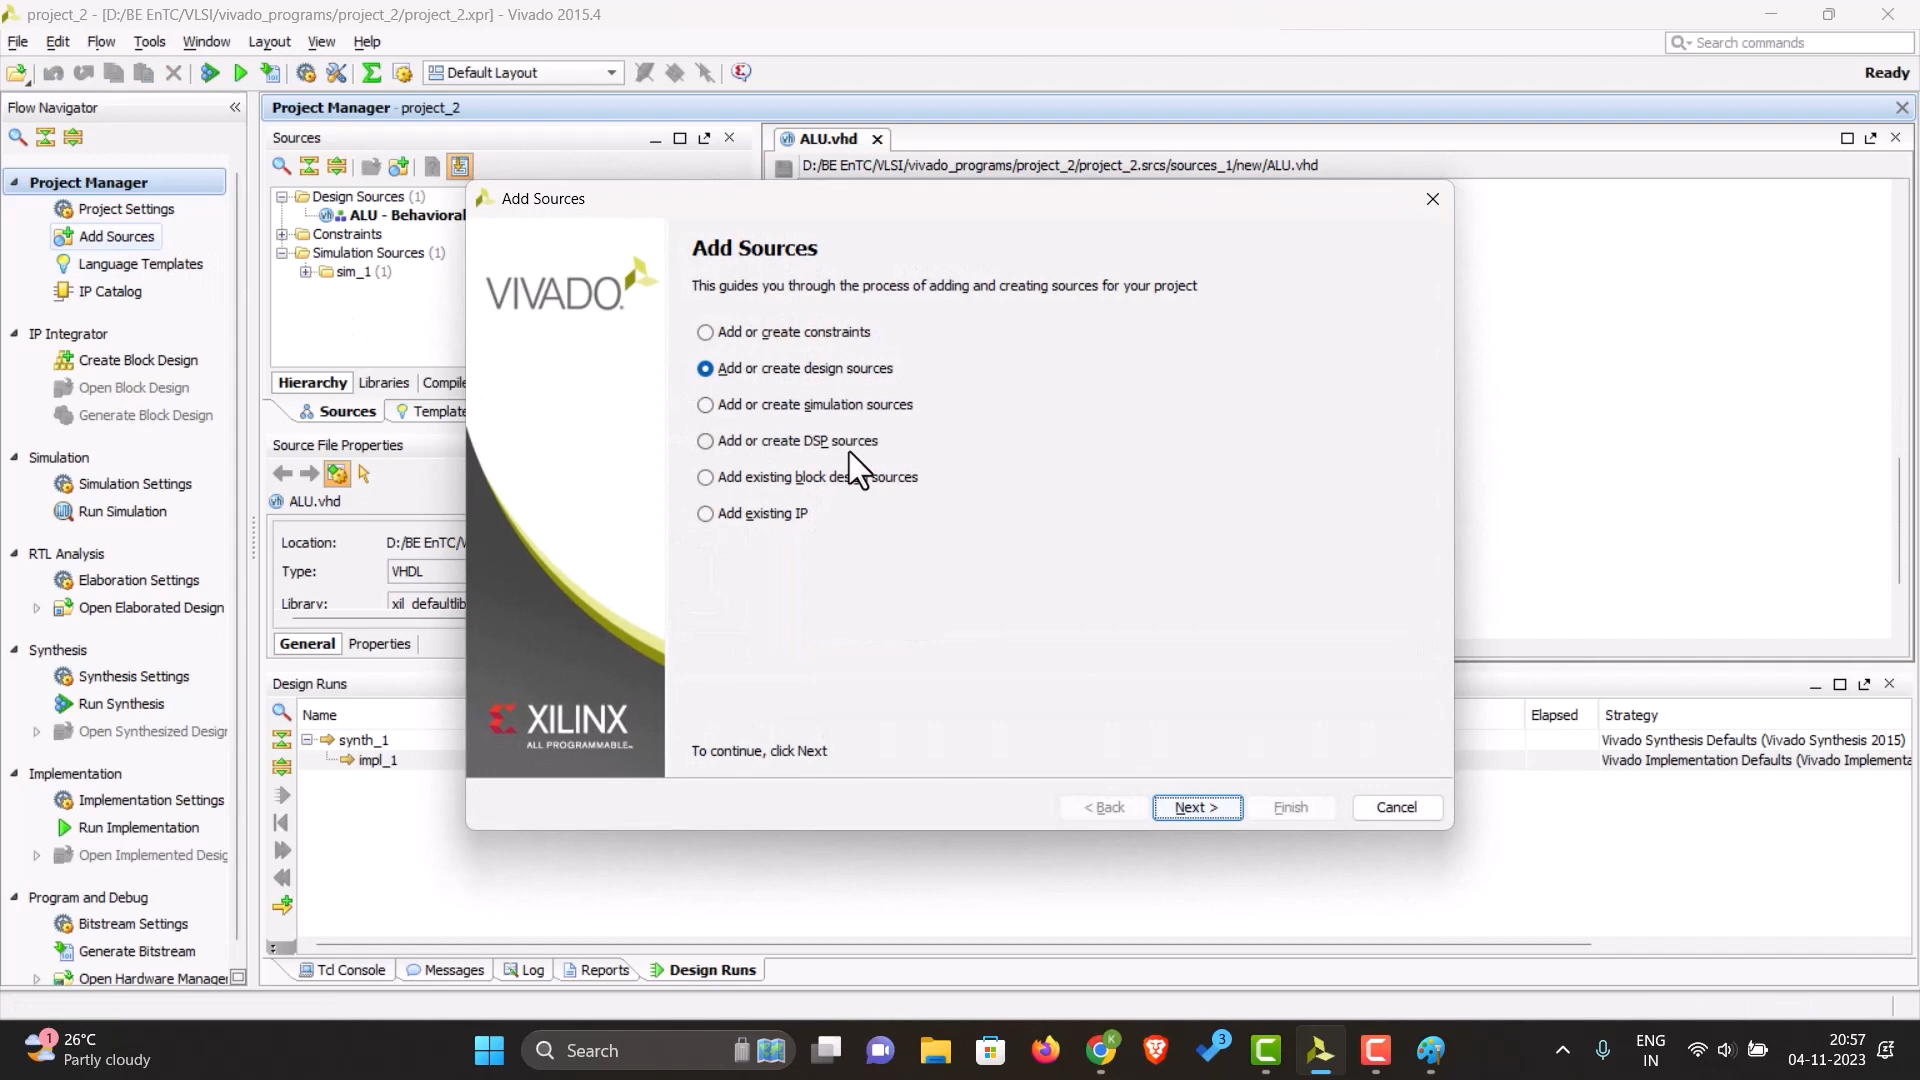 project_2 - [D:/BE EnTC/VLSI/vivado_programs/project_2/project_2.xpr] - Vivado 2015.4
File Edit Flow Tools Window Layout View Help
Search commands
Default Layout
Ready
Flow Navigator
Project Manager - project_2
Sources
ALU.vhd
D:/BE EnTC/VLSI/vivado_programs/project_2/project_2.srcs/sources_1/new/ALU.vhd
Project Manager
Project Settings
Add Sources
Language Templates
IP Catalog
IP Integrator
Create Block Design
Open Block Design
Generate Block Design
Simulation
Simulation Settings
Run Simulation
RTL Analysis
Elaboration Settings
Open Elaborated Design
Synthesis
Synthesis Settings
Run Synthesis
Open Synthesized Desigr
Implementation
Implementation Settings
Run Implementation
Open Implemented Desig
Program and Debug
Bitstream Settings
Generate Bitstream
Open Hardware Manage
Design Sources (1)
ALU - Behavioral
Constraints
Simulation Sources (1)
sim_1 (1)
Hierarchy Libraries Compile
Sources Template
Source File Properties
ALU.vhd
Location: D:/BE EnTC/V
Type: VHDL
Library: xil_defaultlib
General Properties
Add Sources
VIVADO.
Add Sources
This guides you through the process of adding and creating sources for your project
Add or create constraints
Add or create design sources
Add or create simulation sources
Add or create DSP sources
Add existing block design sources
Add existing IP
XILINX
ALL PROGRAMMABLE™
To continue, click Next
< Back Next > Finish Cancel
Design Runs
Name Elapsed Strategy
synth_1 Vivado Synthesis Defaults (Vivado Synthesis 2015)
impl_1 Vivado Implementation Defaults (Vivado Implementa
Tcl Console Messages Log Reports Design Runs
1
26°C
Partly cloudy
Search
K
3
ENG
IN
20:57
04-11-2023